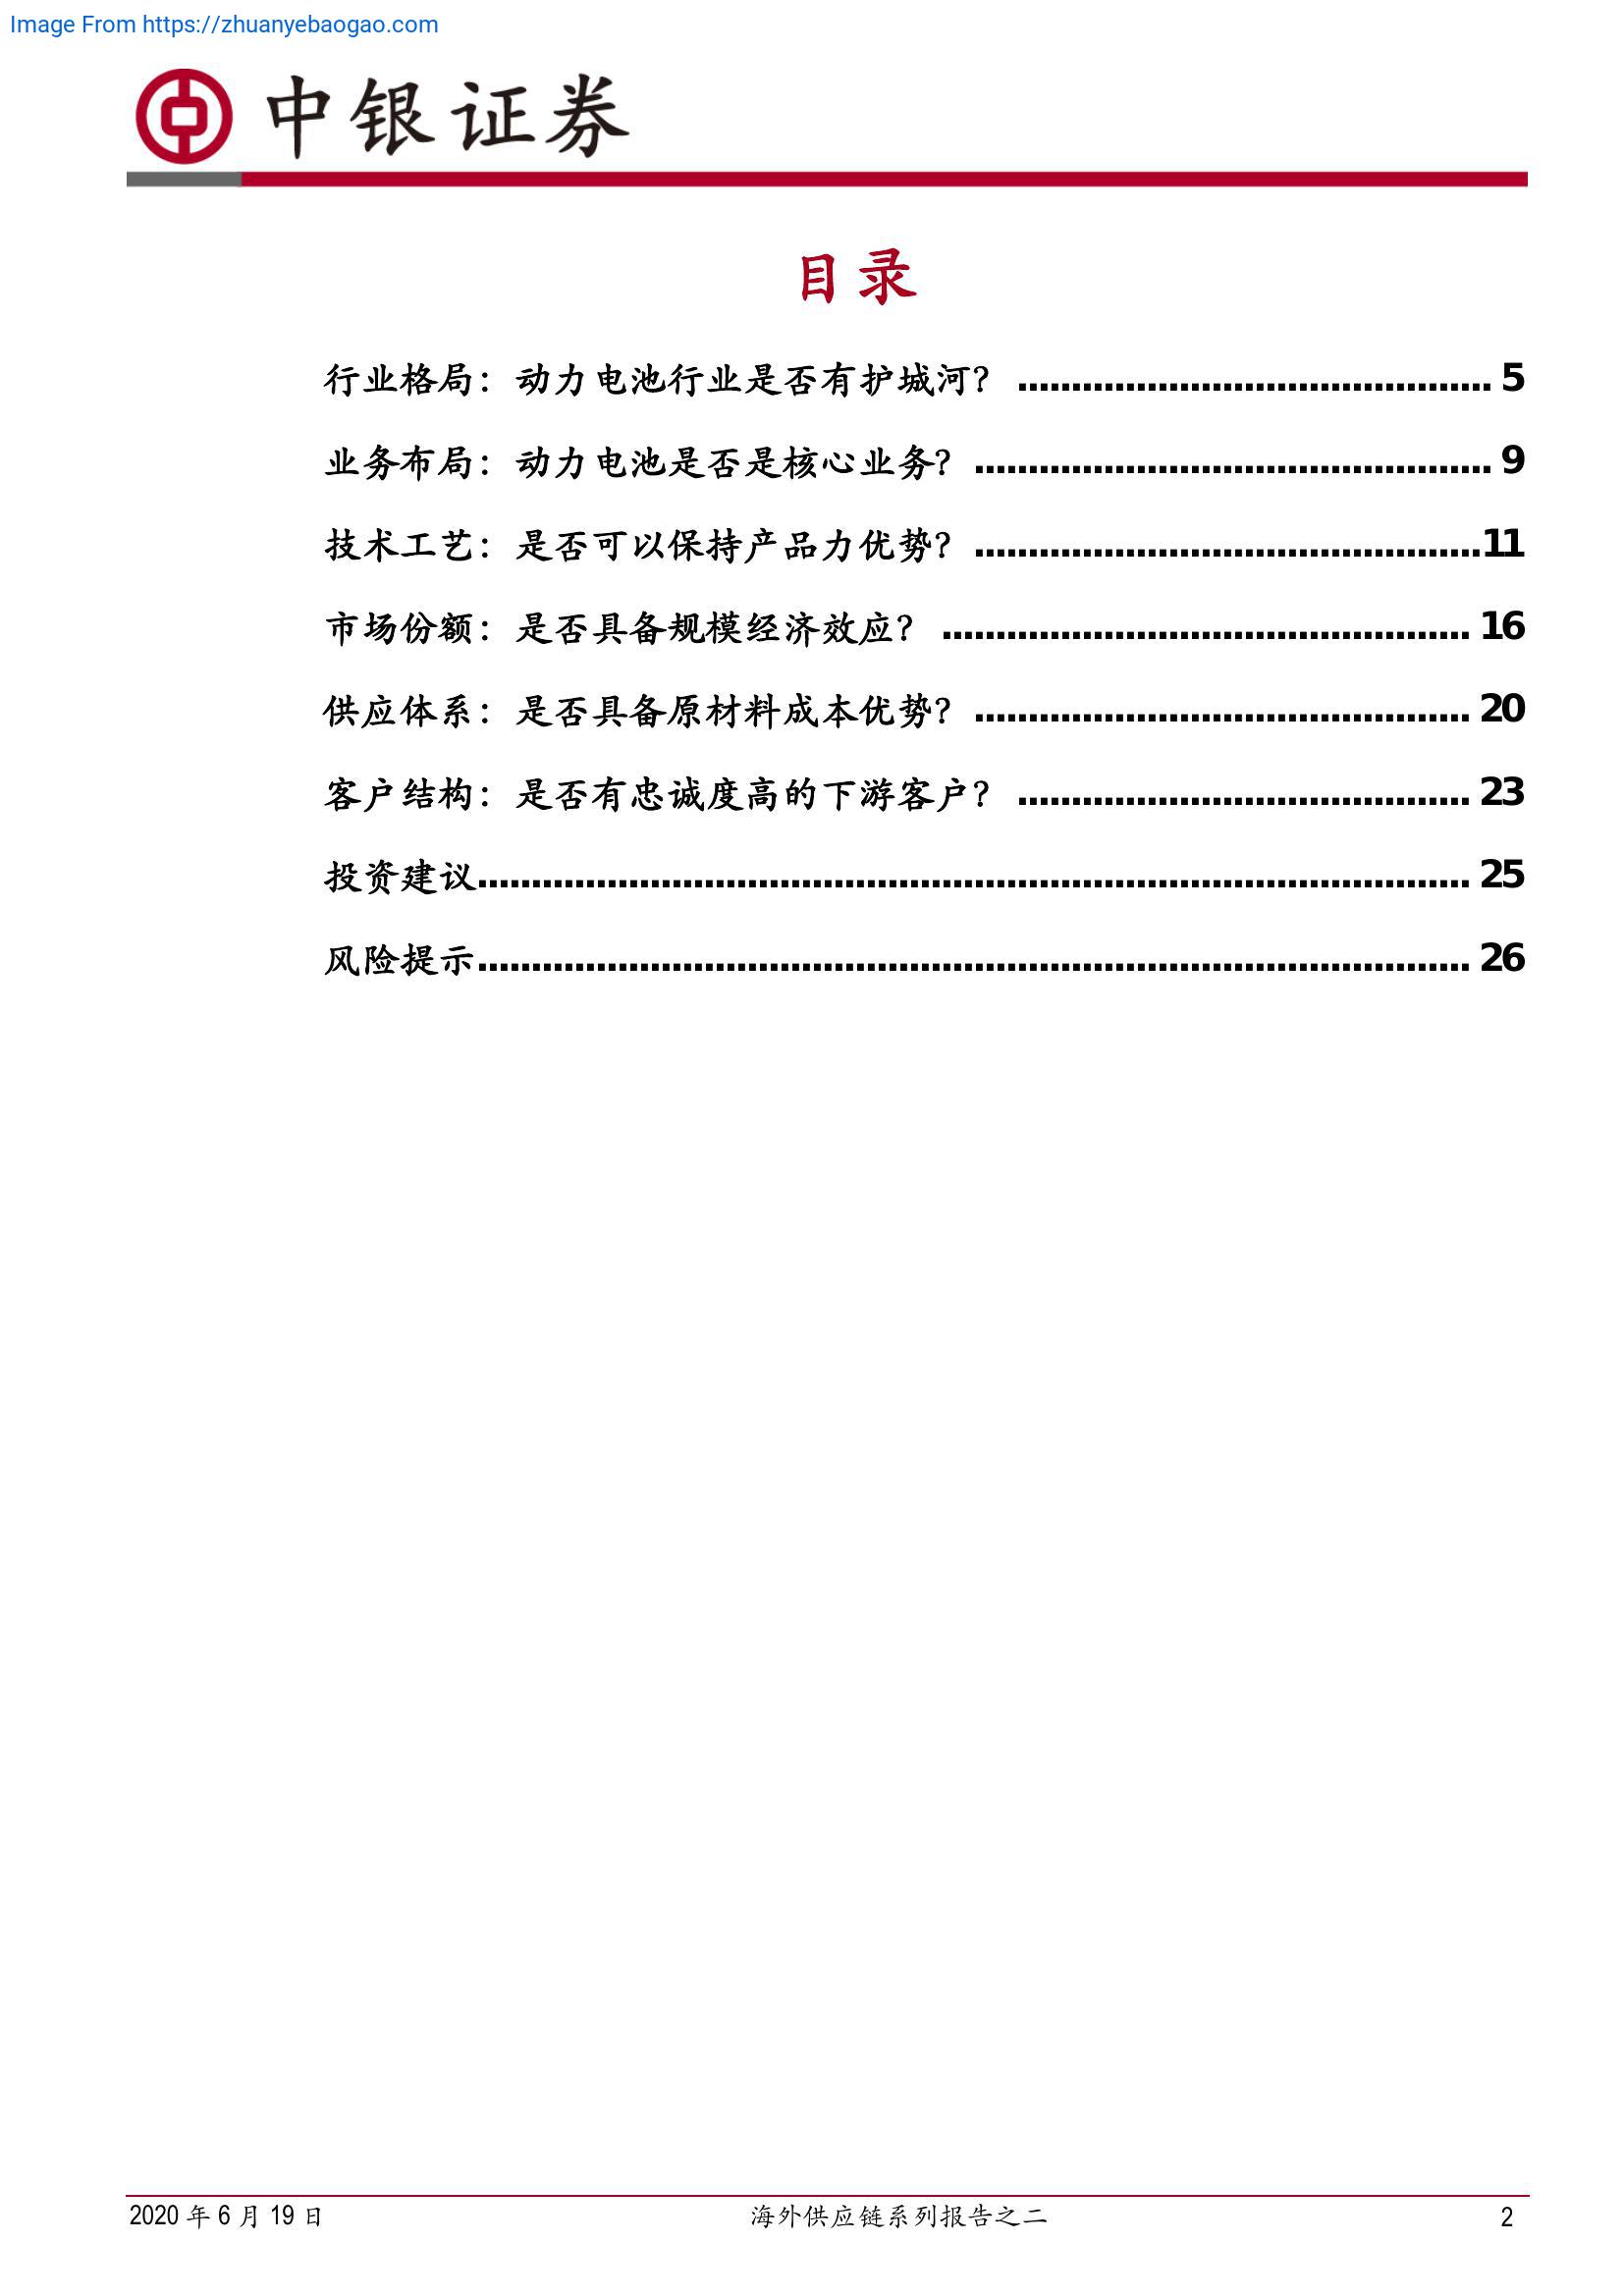 Image From https://zhuanyebaogao.com
中银证券
目录
行业格局：动力电池行业是否有护城河？ ............................................ 5
业务布局：动力电池是否是核心业务？ ................................................ 9
技术工艺：是否可以保持产品力优势？ ...............................................11
市场份额：是否具备规模经济效应？ ................................................. 16
供应体系：是否具备原材料成本优势？ .............................................. 20
客户结构：是否有忠诚度高的下游客户？ .......................................... 23
投资建议............................................................................................ 25
风险提示............................................................................................ 26
2020 年 6 月 19 日 海外供应链系列报告之二 2